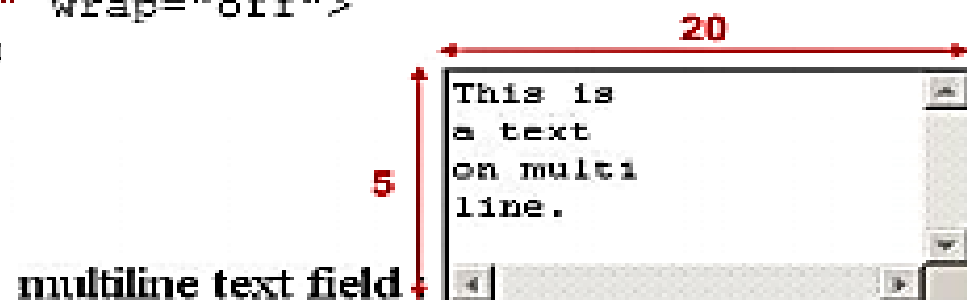 " wrap="off">
20
This is
a text
on multi
line.
5
multiline text field